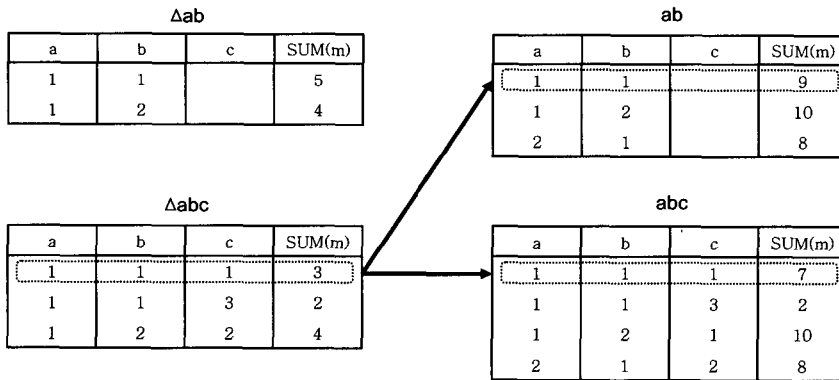 Δab
a b c SUM(m)
1 1 5
1 2 4
ab
a b c SUM(m)
1 1 9
1 2 10
2 1 8
Δabc
a b c SUM(m)
1 1 1 3
1 1 3 2
1 2 2 4
abc
a b c SUM(m)
1 1 1 7
1 1 3 2
1 2 1 10
2 1 2 8